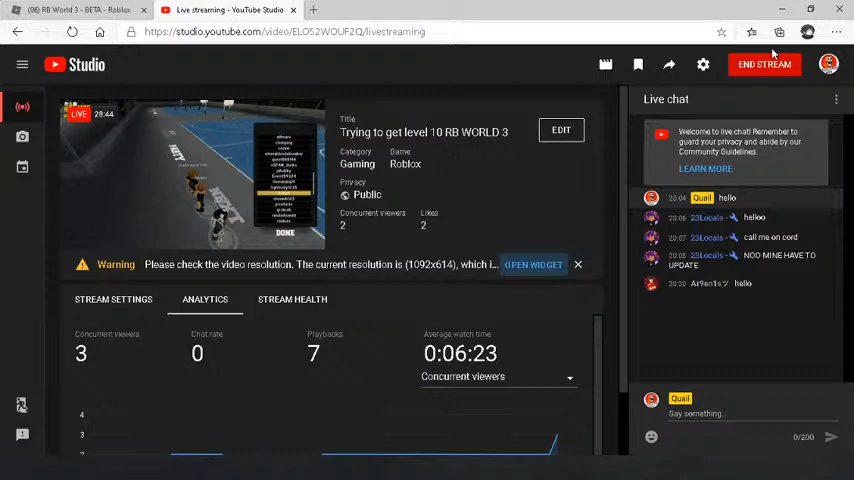 (86) RB World 3 - BETA - Roblox
Live streaming - YouTube Studio
https://studio.youtube.com/video/ELO52WOUF2Q/livestreaming
Studio
END STREAM
LIVE 28:44
DONE
Title
Trying to get level 10 RB WORLD 3
EDIT
Category
Game
Gaming
Roblox
Privacy
Public
Concurrent viewers
Likes
2
2
Warning Please check the video resolution. The current resolution is (1092x614), which i...
OPEN WIDGET
STREAM SETTINGS
ANALYTICS
STREAM HEALTH
Concurrent viewers
Chat rate
Playbacks
Average watch time
3
0
7
0:06:23
Concurrent viewers
4
3
2
Live chat
Welcome to live chat! Remember to
guard your privacy and abide by our
Community Guidelines.
LEARN MORE
20:04 Quail hello
23Locals helloo
20:07 23Locals call me on cord
23Locals NOO MINE HAVE TO
UPDATE
20:20 hello
Quail
Say something...
0/200